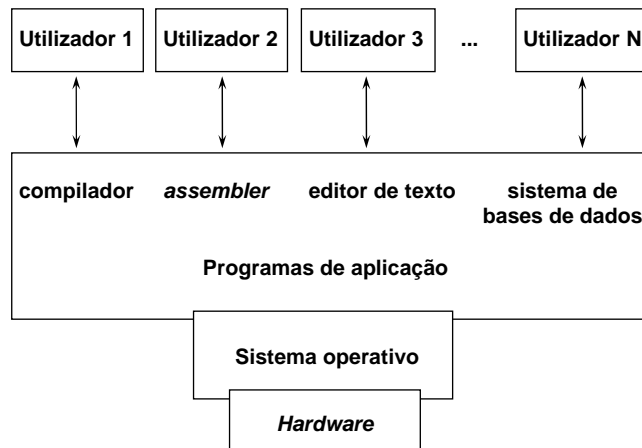 Utilizador 1 Utilizador 2 Utilizador 3 ... Utilizador N
compilador assembler editor de texto sistema de
bases de dados
Programas de aplicação
Sistema operativo
Hardware